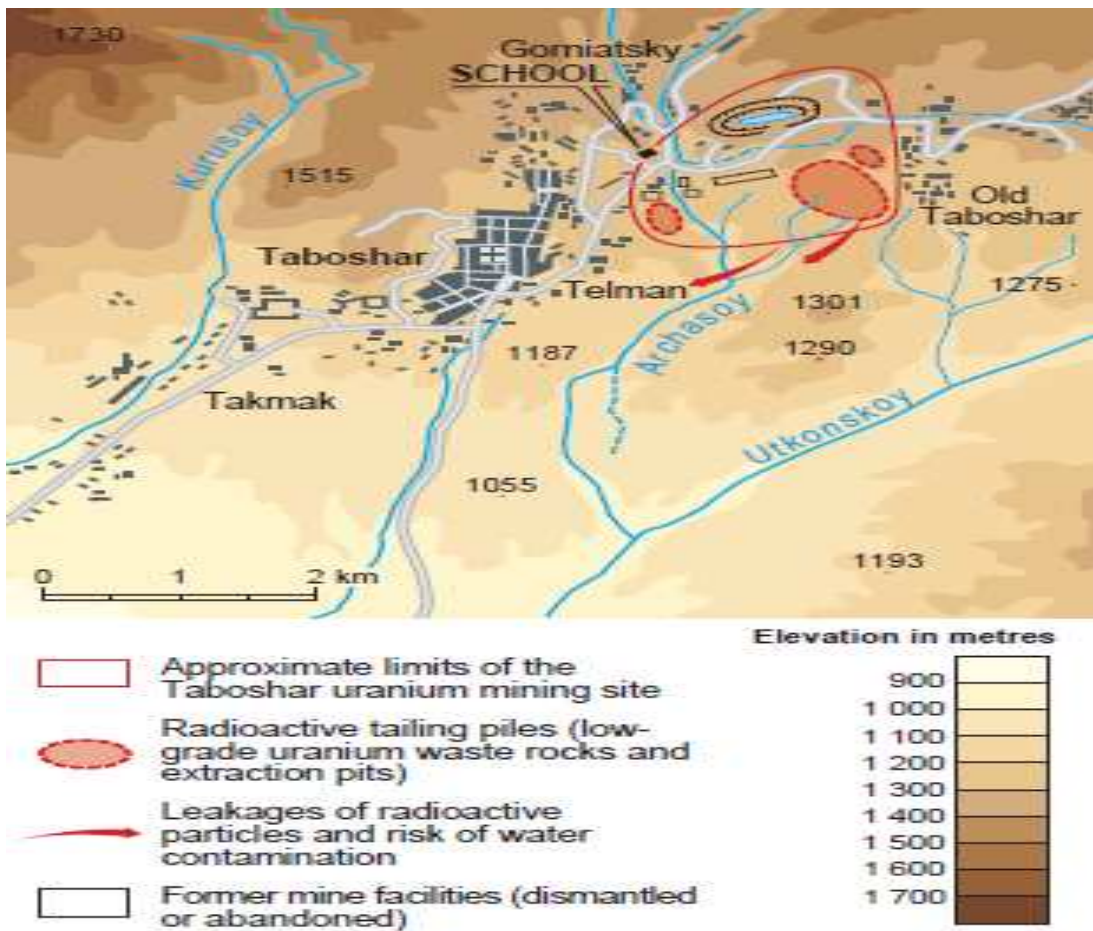 1730
Gorniatsky
SCHOOL
Kurusoy
1515
Old
Taboshar
Taboshar
Telman
1275
1301
Archasoy
1187
1290
Takmak
Utkonskoy
1055
1193
0 1 2 km
Approximate limits of the
Taboshar uranium mining site
Radioactive tailing piles (low-
grade uranium waste rocks and
extraction pits)
Leakages of radioactive
particles and risk of water
contamination
Former mine facilities (dismantled
or abandoned)
Elevation in metres
900
1 000
1 100
1 200
1 300
1 400
1 500
1 600
1 700